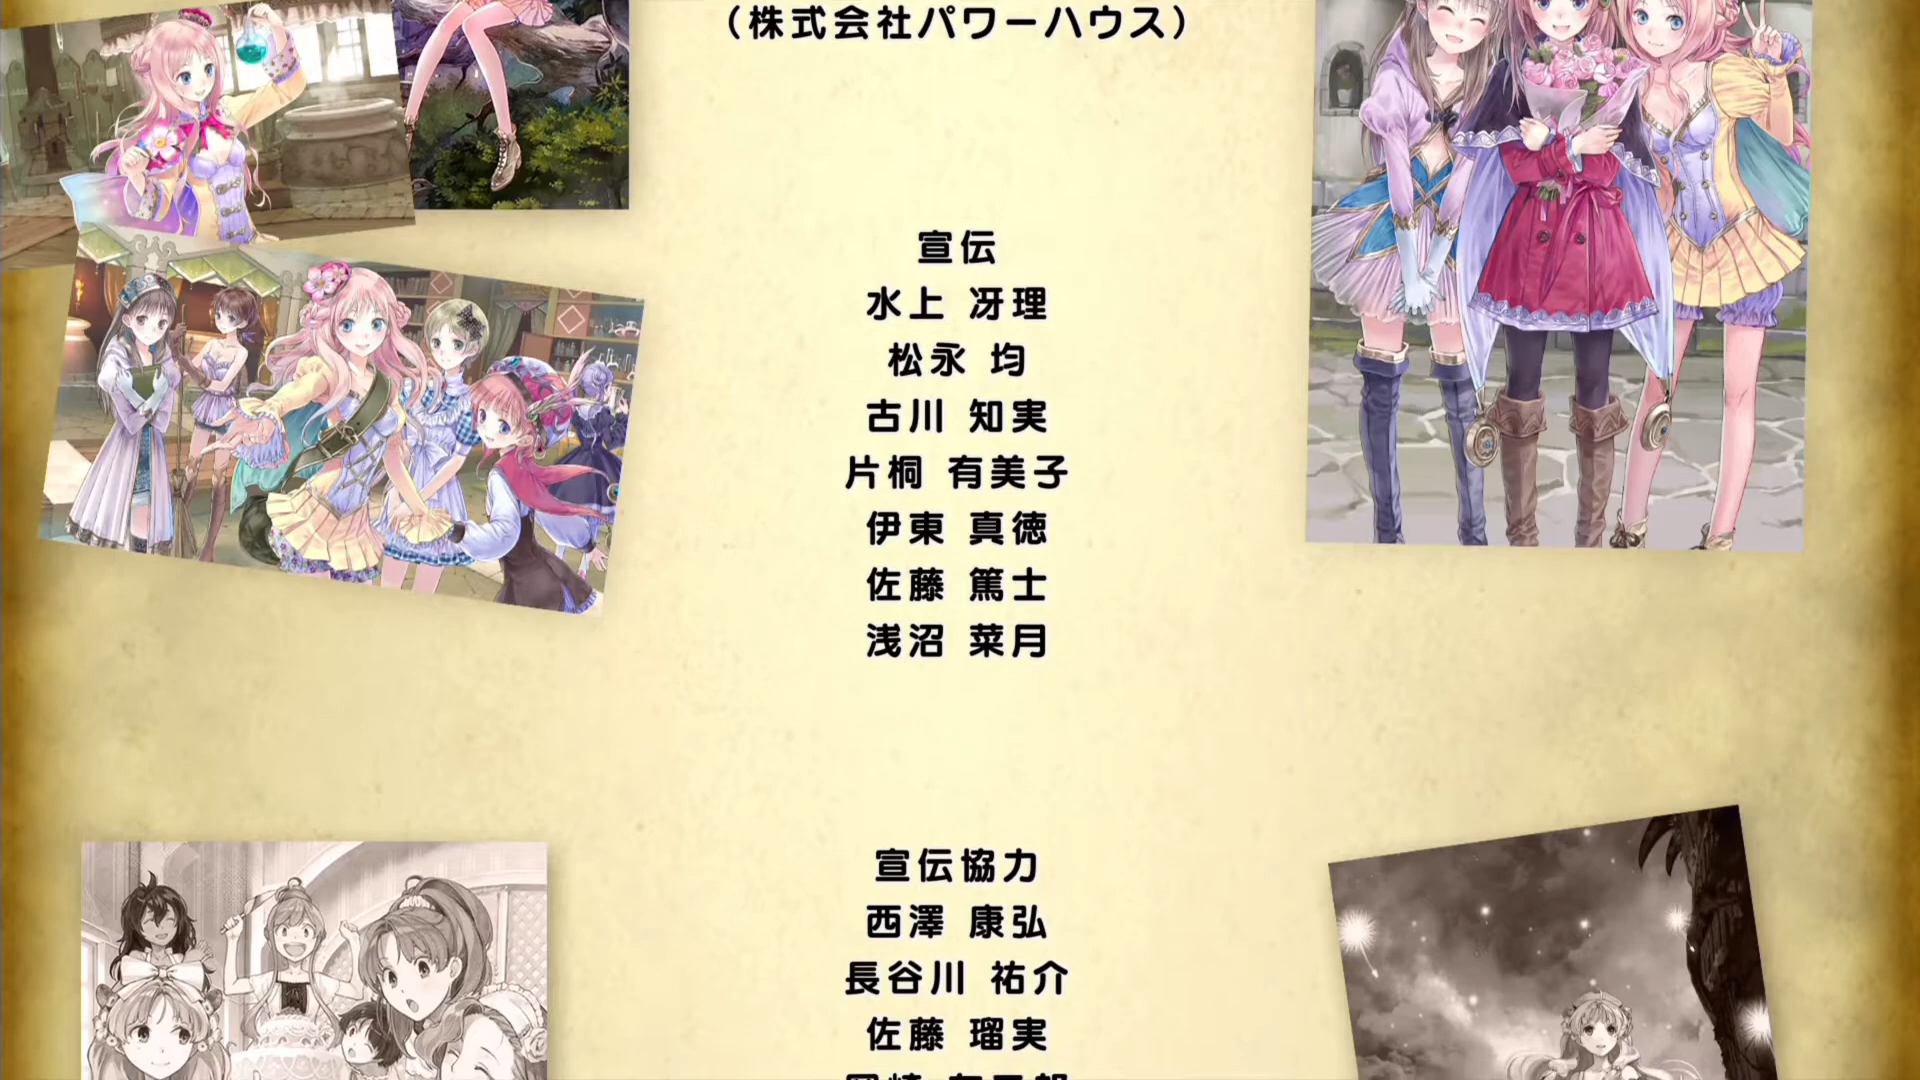 （株式会社パワーハウス）
宣伝
水上 冴理
松永 均
古川 知実
片桐 有美子
伊東 真徳
佐藤 篤士
浅沼 菜月
宣伝協力
西澤 康弘
長谷川 祐介
佐藤 瑠実